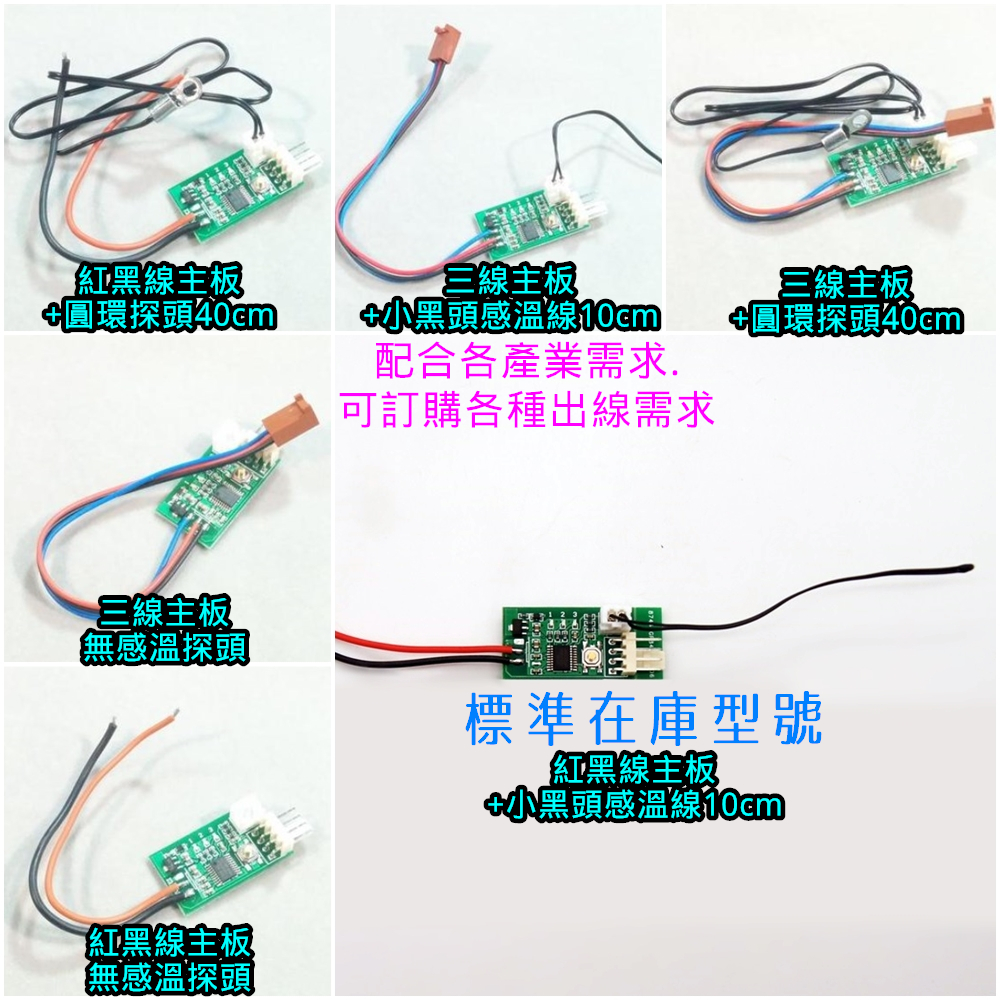 紅黑線主板
+圓環探頭40cm
三線主板
+小黑頭感溫線10cm
三線主板
+圓環探頭40cm
配合各產業需求.
可訂購各種出線需求
三線主板
無感溫探頭
1 2 3
標準在庫型號
紅黑線主板
+小黑頭感溫線10cm
紅黑線主板
無感溫探頭